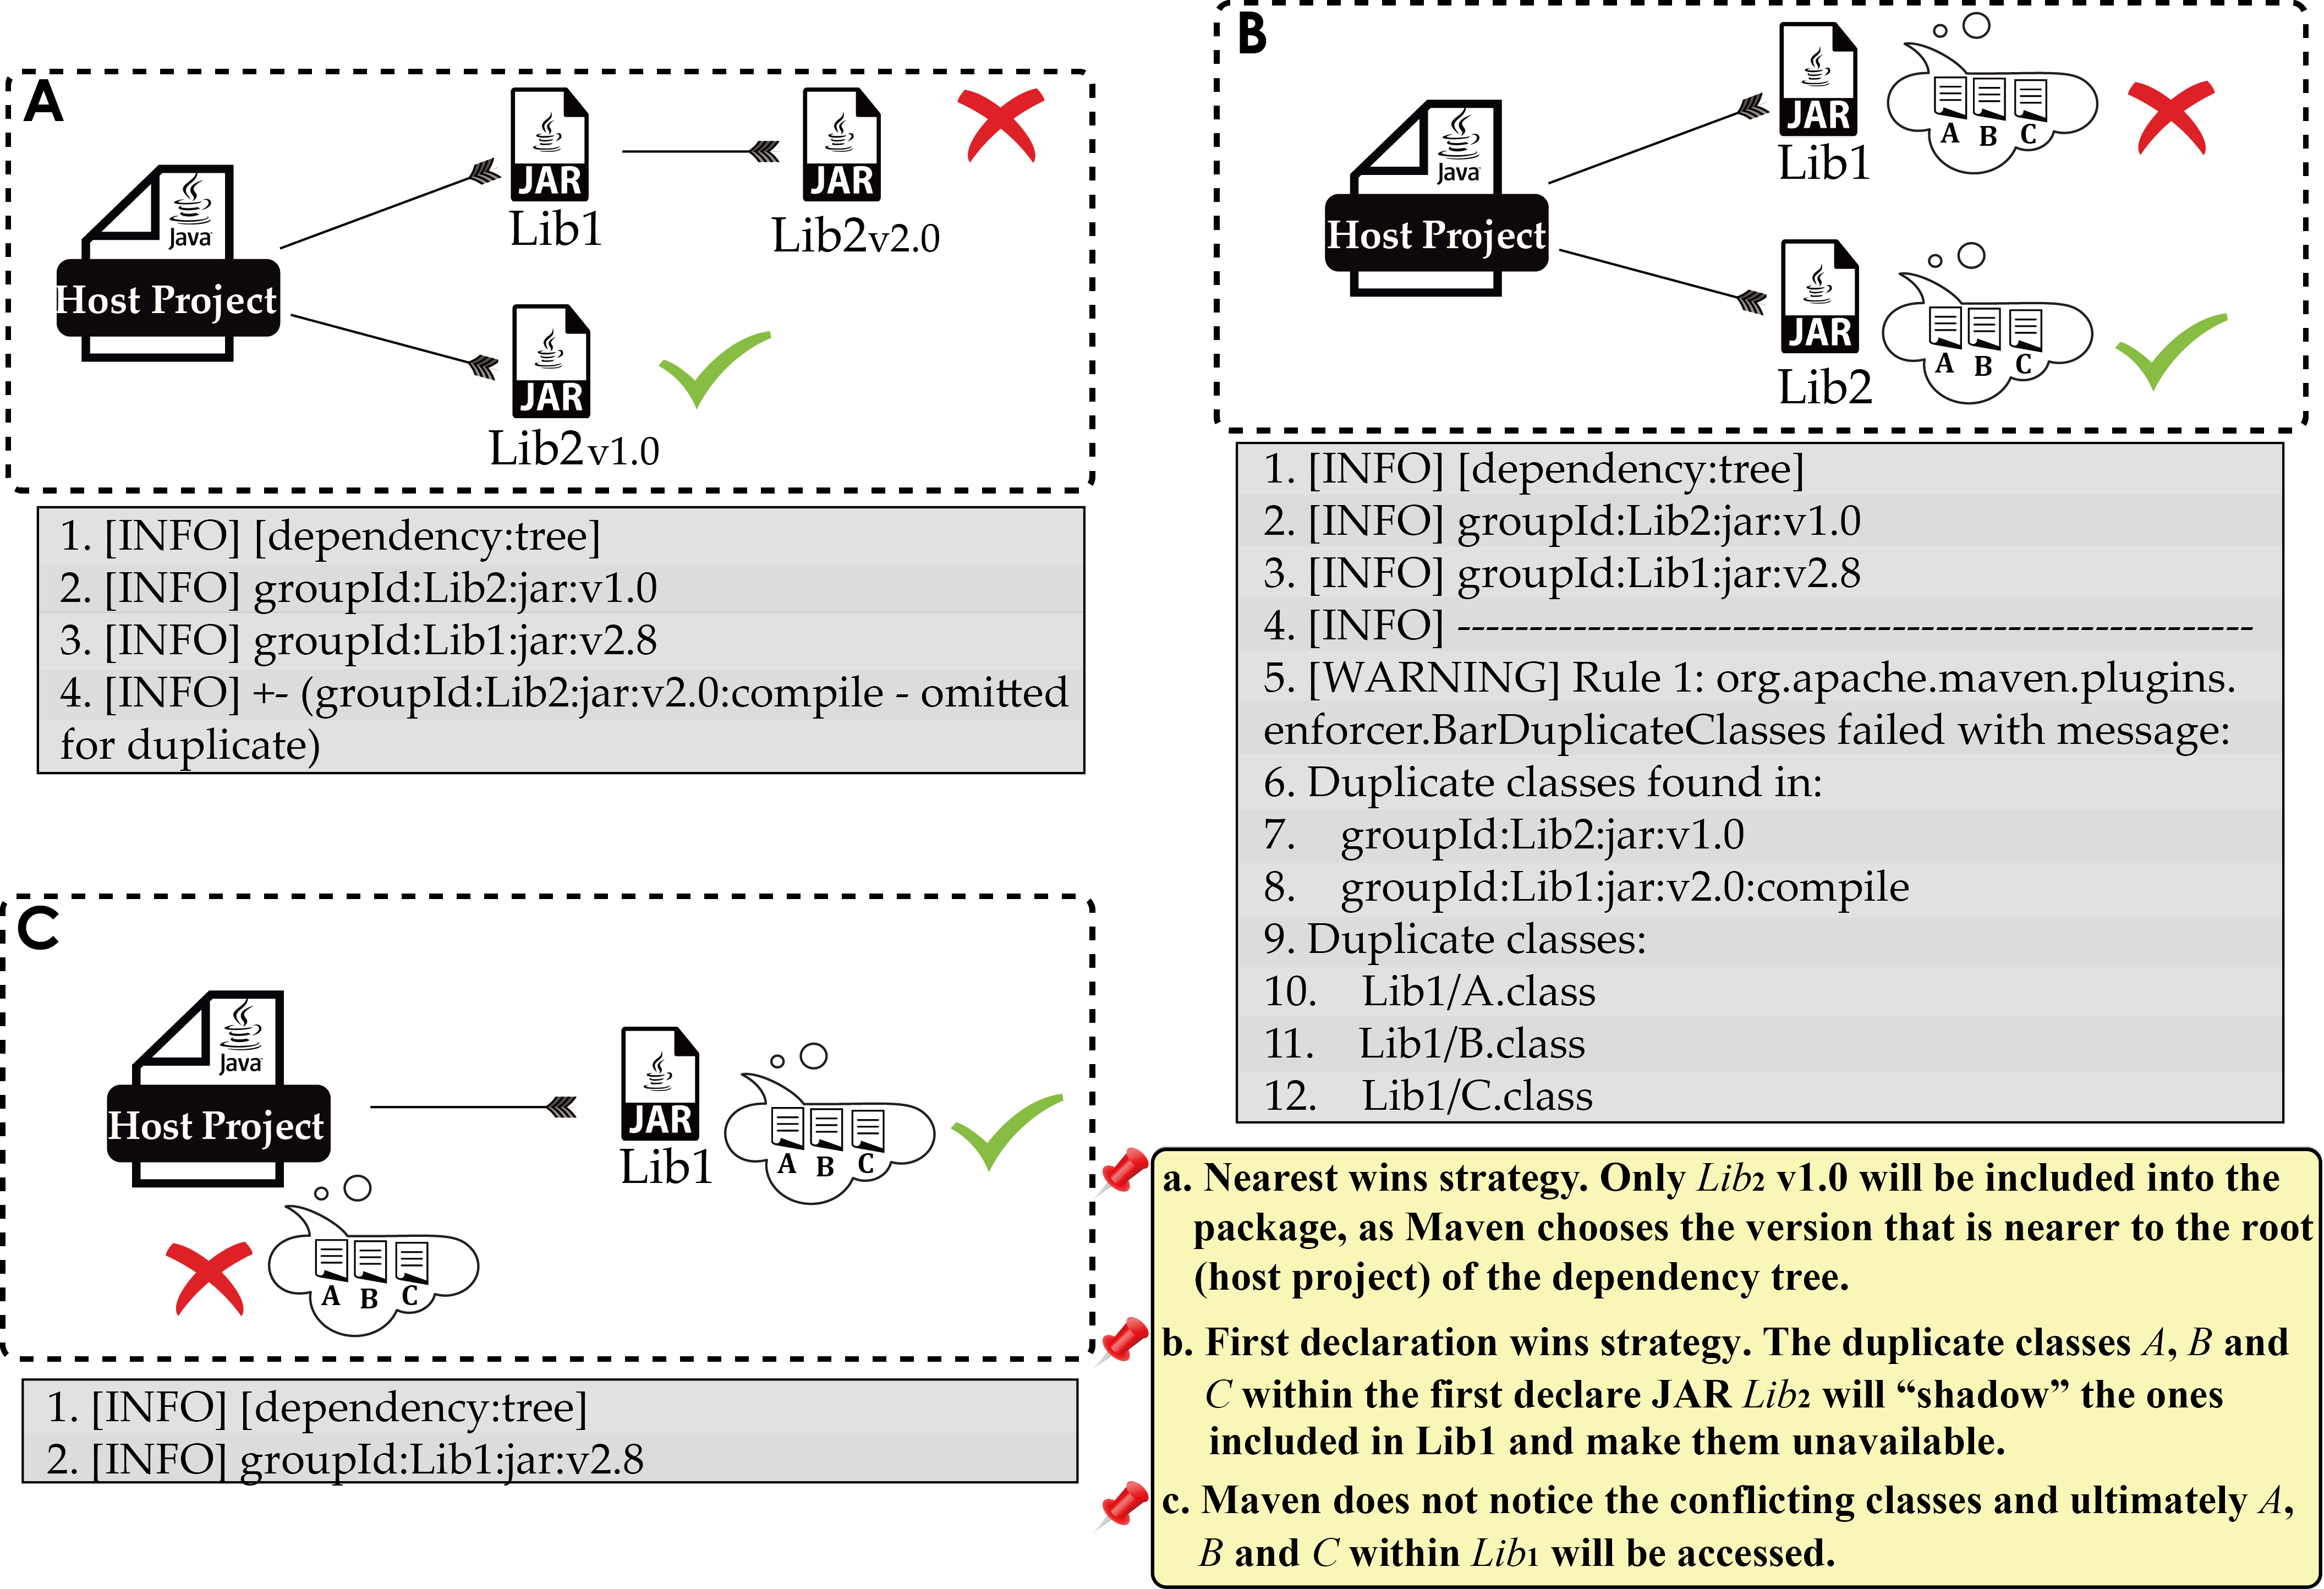 A
Java
Host Project
JAR
Lib1
JAR
Lib2v2.0
JAR
Lib2v1.0
1. [INFO] [dependency:tree]
2. [INFO] groupId:Lib2:jar:v1.0
3. [INFO] groupId:Lib1:jar:v2.8
4. [INFO] +- (groupId:Lib2:jar:v2.0:compile - omitted
for duplicate)
B
Java
Host Project
JAR
Lib1
A B C
JAR
Lib2
A B C
1. [INFO] [dependency:tree]
2. [INFO] groupId:Lib2:jar:v1.0
3. [INFO] groupId:Lib1:jar:v2.8
4. [INFO] -------------------------------------------------------
5. [WARNING] Rule 1: org.apache.maven.plugins.
enforcer.BarDuplicateClasses failed with message:
6. Duplicate classes found in:
7. groupId:Lib2:jar:v1.0
8. groupId:Lib1:jar:v2.0:compile
9. Duplicate classes:
10. Lib1/A.class
11. Lib1/B.class
12. Lib1/C.class
C
Java
Host Project
A B C
JAR
Lib1
A B C
1. [INFO] [dependency:tree]
2. [INFO] groupId:Lib1:jar:v2.8
a. Nearest wins strategy. Only Lib2 v1.0 will be included into the
package, as Maven chooses the version that is nearer to the root
(host project) of the dependency tree.
b. First declaration wins strategy. The duplicate classes A, B and
C within the first declare JAR Lib2 will “shadow” the ones
included in Lib1 and make them unavailable.
c. Maven does not notice the conflicting classes and ultimately A,
B and C within Lib1 will be accessed.